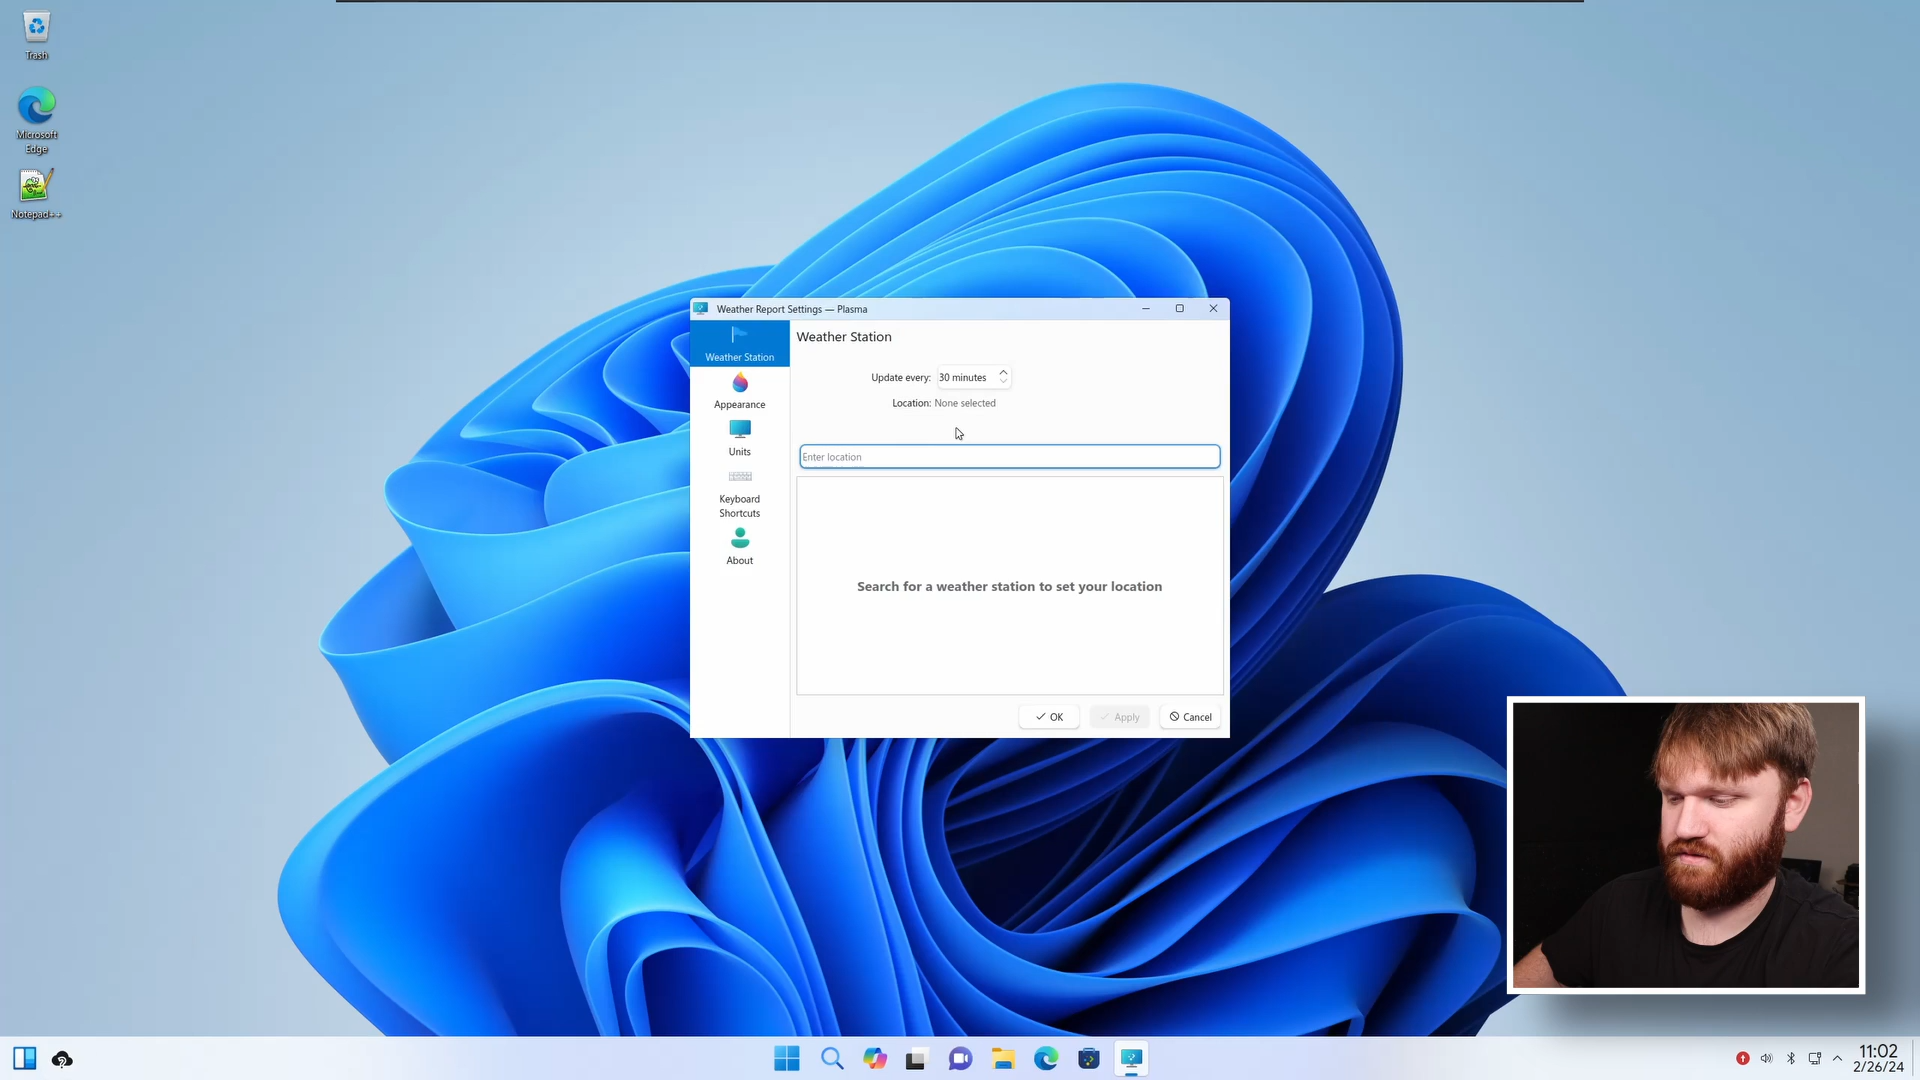 Trash
Microsoft
Edge
Notepad++
Weather Report Settings — Plasma
Weather Station
Appearance
Units
Keyboard
Shortcuts
About
Weather Station
Update every: 30 minutes
Location: None selected
Enter location
Search for a weather station to set your location
OK
Apply
Cancel
11:02
2/26/24